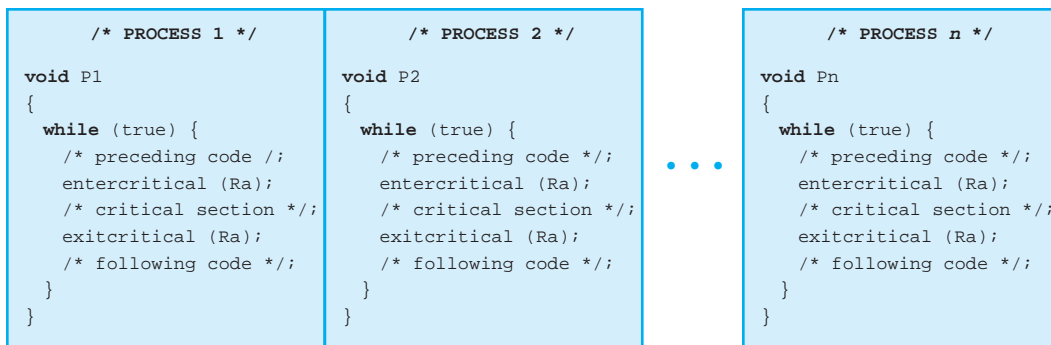 /* PROCESS 1 */
void P1
{
while (true) {
/* preceding code /;
entercritical (Ra);
/* critical section */;
exitcritical (Ra);
/* following code */;
}
}
/* PROCESS 2 */
void P2
{
while (true) {
/* preceding code */;
entercritical (Ra);
/* critical section */;
exitcritical (Ra);
/* following code */;
}
}
• • •
/* PROCESS n */
void Pn
{
while (true) {
/* preceding code */;
entercritical (Ra);
/* critical section */;
exitcritical (Ra);
/* following code */;
}
}